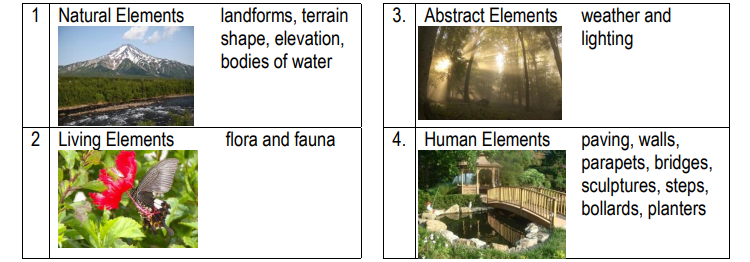 1 Natural Elements landforms, terrain
shape, elevation,
bodies of water
2 Living Elements flora and fauna
3. Abstract Elements weather and
lighting
4. Human Elements paving, walls,
parapets, bridges,
sculptures, steps,
bollards, planters